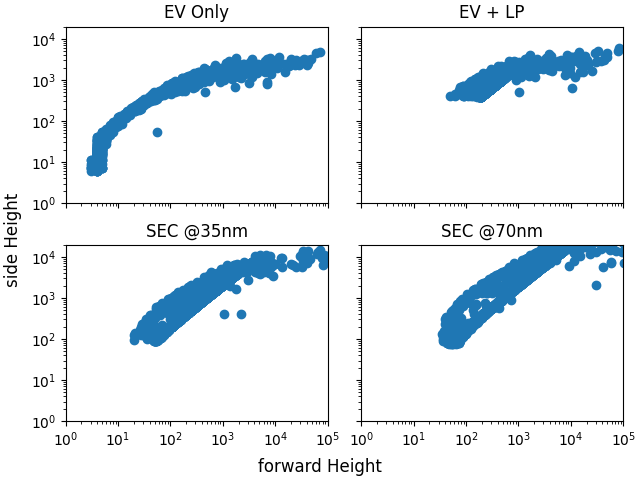 EV Only
EV + LP
10⁴
10³
10²
10¹
10⁰
SEC @35nm
SEC @70nm
10⁴
10³
10²
10¹
10⁰
10⁰ 10¹ 10² 10³ 10⁴ 10⁵
10⁰ 10¹ 10² 10³ 10⁴ 10⁵
side Height
forward Height